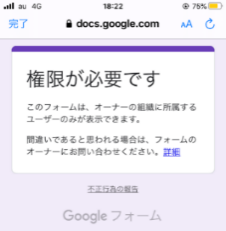 au 4G 18:22 75%
完了 docs.google.com AA
権限が必要です
このフォームは、オーナーの組織に所属する
ユーザーのみが表示できます。
間違いであると思われる場合は、フォームの
オーナーにお問い合わせください。詳細
不正行為の報告
Google フォーム